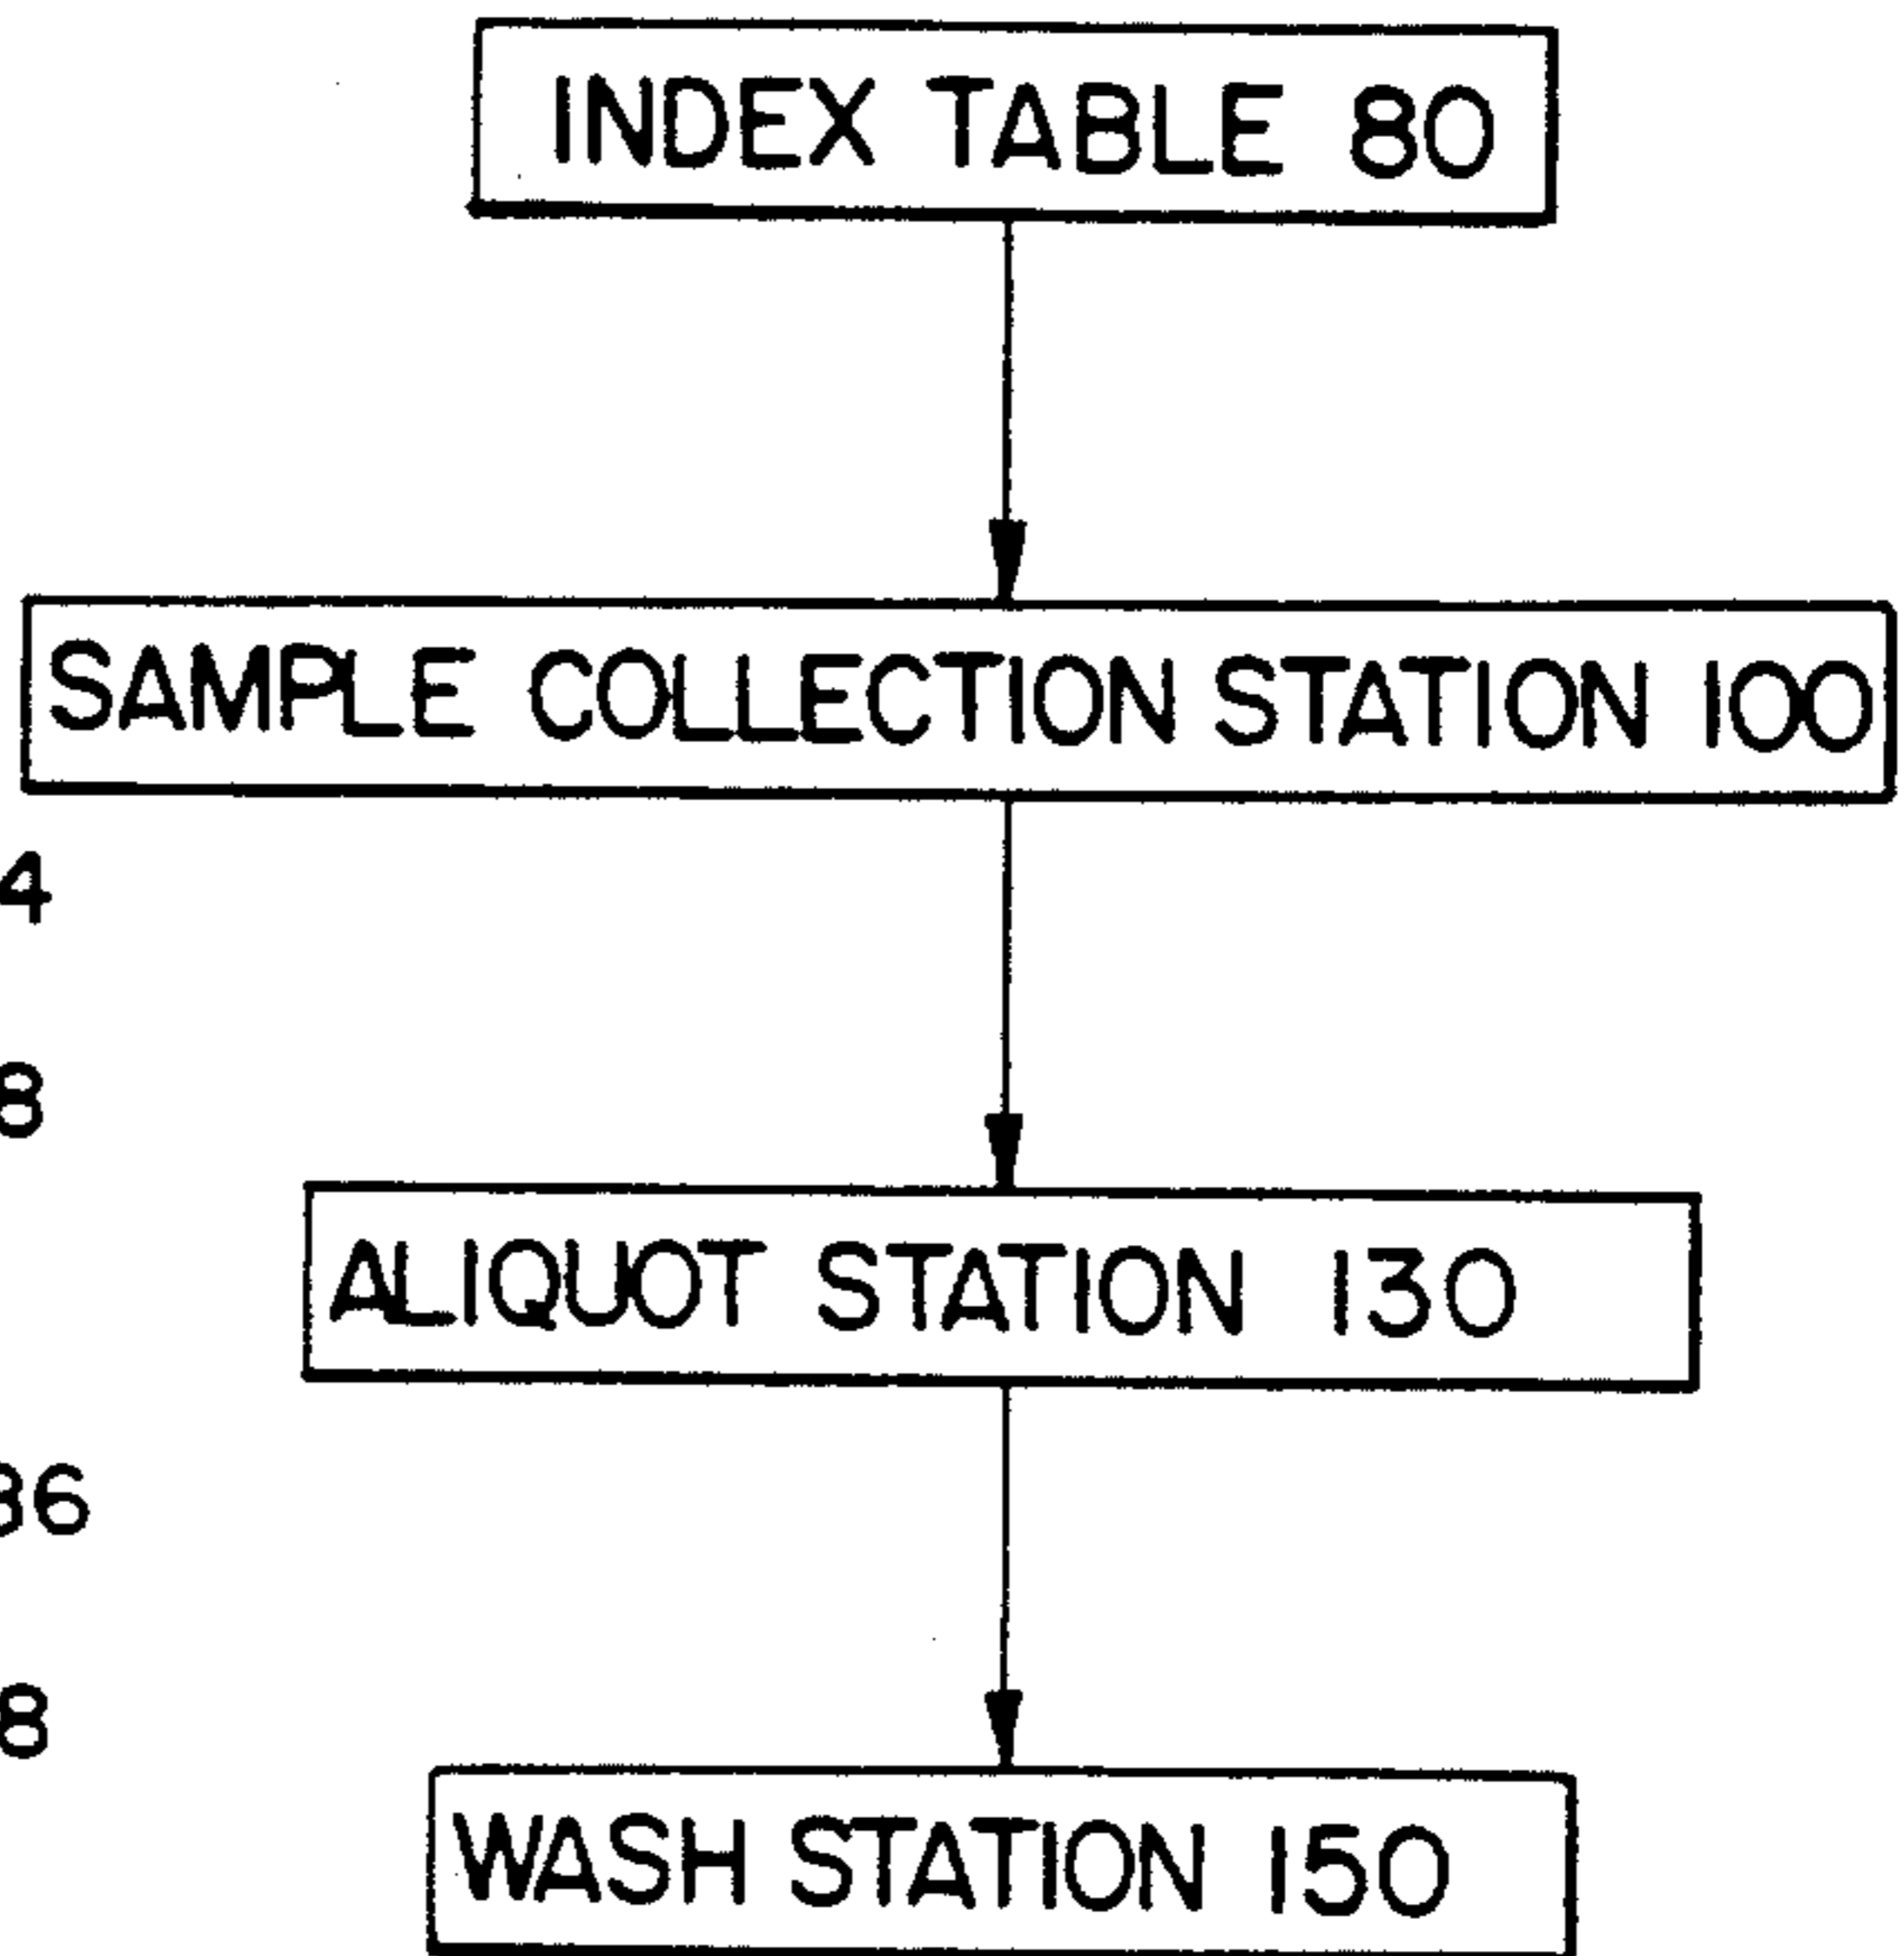 INDEX TABLE 80
SAMPLE COLLECTION STATION 100
4
8
36
8
ALIQUOT STATION 130
WASH STATION 150